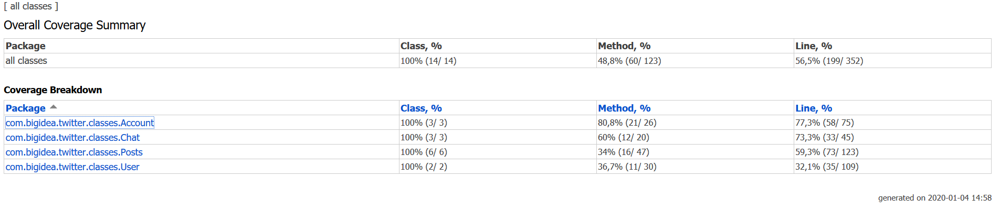 [ all classes ]
Overall Coverage Summary
Package Class, % Method, % Line, %
all classes 100% (14/ 14) 48,8% (60/ 123) 56,5% (199/ 352)
Coverage Breakdown
Package Class, % Method, % Line, %
com.bigidea.twitter.classes.Account 100% (3/ 3) 80,8% (21/ 26) 77,3% (58/ 75)
com.bigidea.twitter.classes.Chat 100% (3/ 3) 60% (12/ 20) 73,3% (33/ 45)
com.bigidea.twitter.classes.Posts 100% (6/ 6) 34% (16/ 47) 59,3% (73/ 123)
com.bigidea.twitter.classes.User 100% (2/ 2) 36,7% (11/ 30) 32,1% (35/ 109)
generated on 2020-01-04 14:58